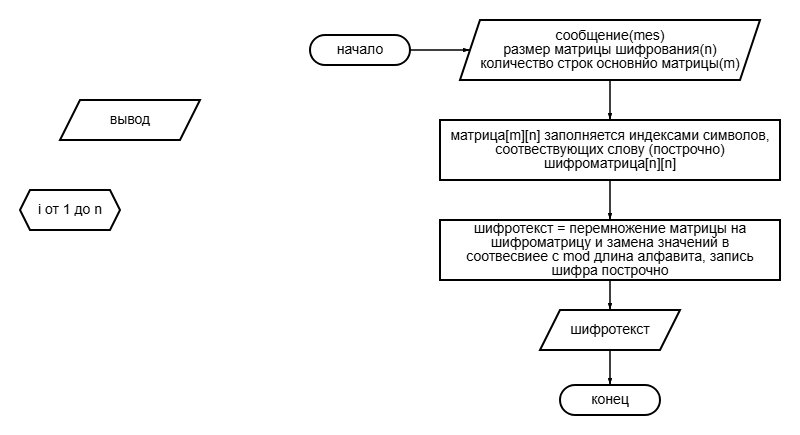 начало
сообщение(mes)
размер матрицы шифрования(n)
количество строк основнйо матрицы(m)
вывод
матрица[m][n] заполняется индексами символов,
соотвествующих слову (построчно)
шифроматрица[n][n]
i от 1 до n
шифротекст = перемножение матрицы на
шифроматрицу и замена значений в
соотвесвиее с mod длина алфавита, запись
шифра построчно
шифротекст
конец